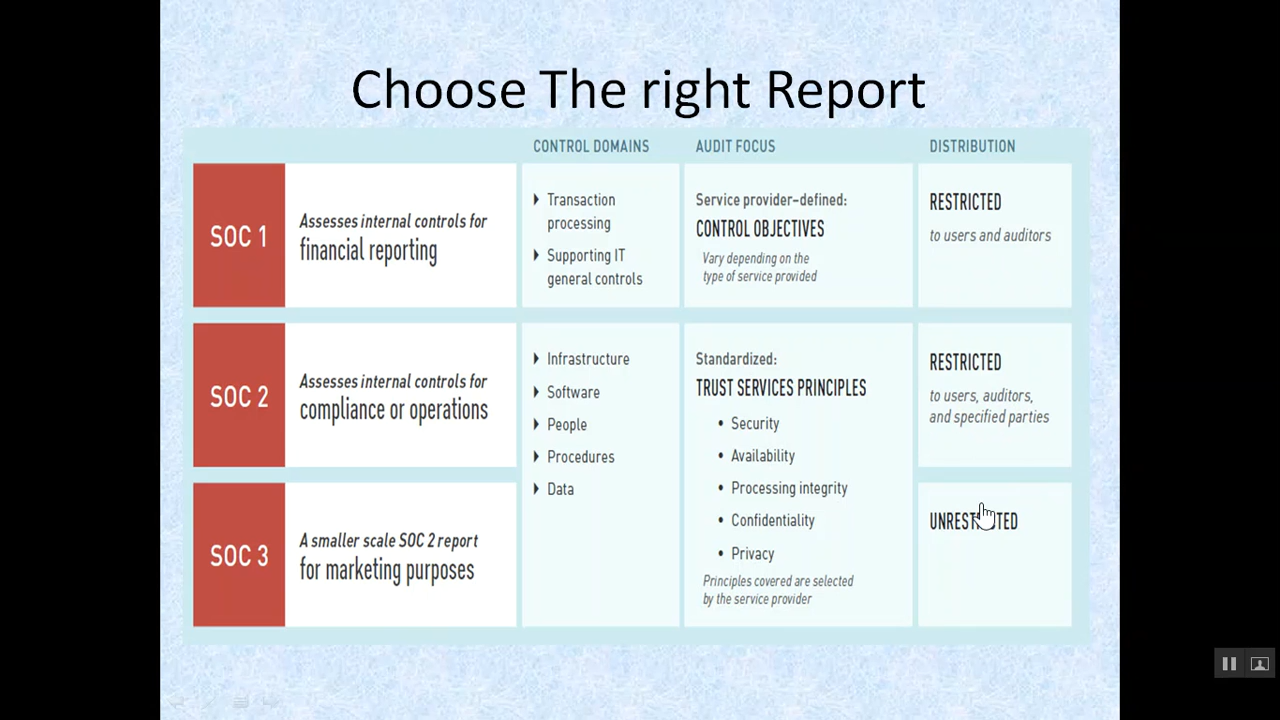 Choose The right Report
CONTROL DOMAINS
AUDIT FOCUS
DISTRIBUTION
SOC 1
Assesses internal controls for
financial reporting
Transaction
processing
Supporting IT
general controls
Service provider-defined:
CONTROL OBJECTIVES
Vary depending on the
type of service provided
RESTRICTED
to users and auditors
SOC 2
Assesses internal controls for
compliance or operations
Infrastructure
Software
People
Procedures
Data
Standardized:
TRUST SERVICES PRINCIPLES
• Security
• Availability
• Processing integrity
• Confidentiality
• Privacy
Principles covered are selected
by the service provider
RESTRICTED
to users, auditors,
and specified parties
SOC 3
A smaller scale SOC 2 report
for marketing purposes
UNRESTRICTED